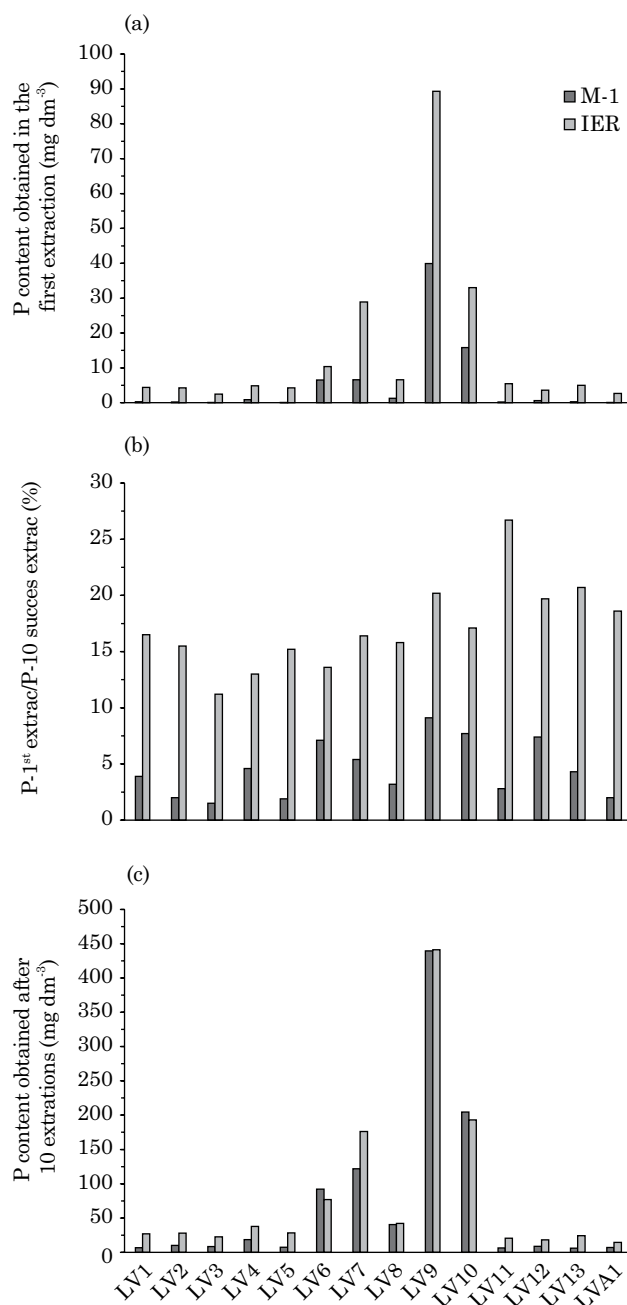 (a)
P content obtained in the
first extraction (mg dm-3)
100
90
80
70
60
50
40
30
20
10
0
M-1
IER
(b)
P-1st extrac/P-10 succes extrac (%)
30
25
20
15
10
5
0
(c)
P content obtained after
10 extrations (mg dm-3)
500
450
400
350
300
250
200
150
100
50
0
LV1
LV2
LV3
LV4
LV5
LV6
LV7
LV8
LV9
LV10
LV11
LV12
LV13
LVA1